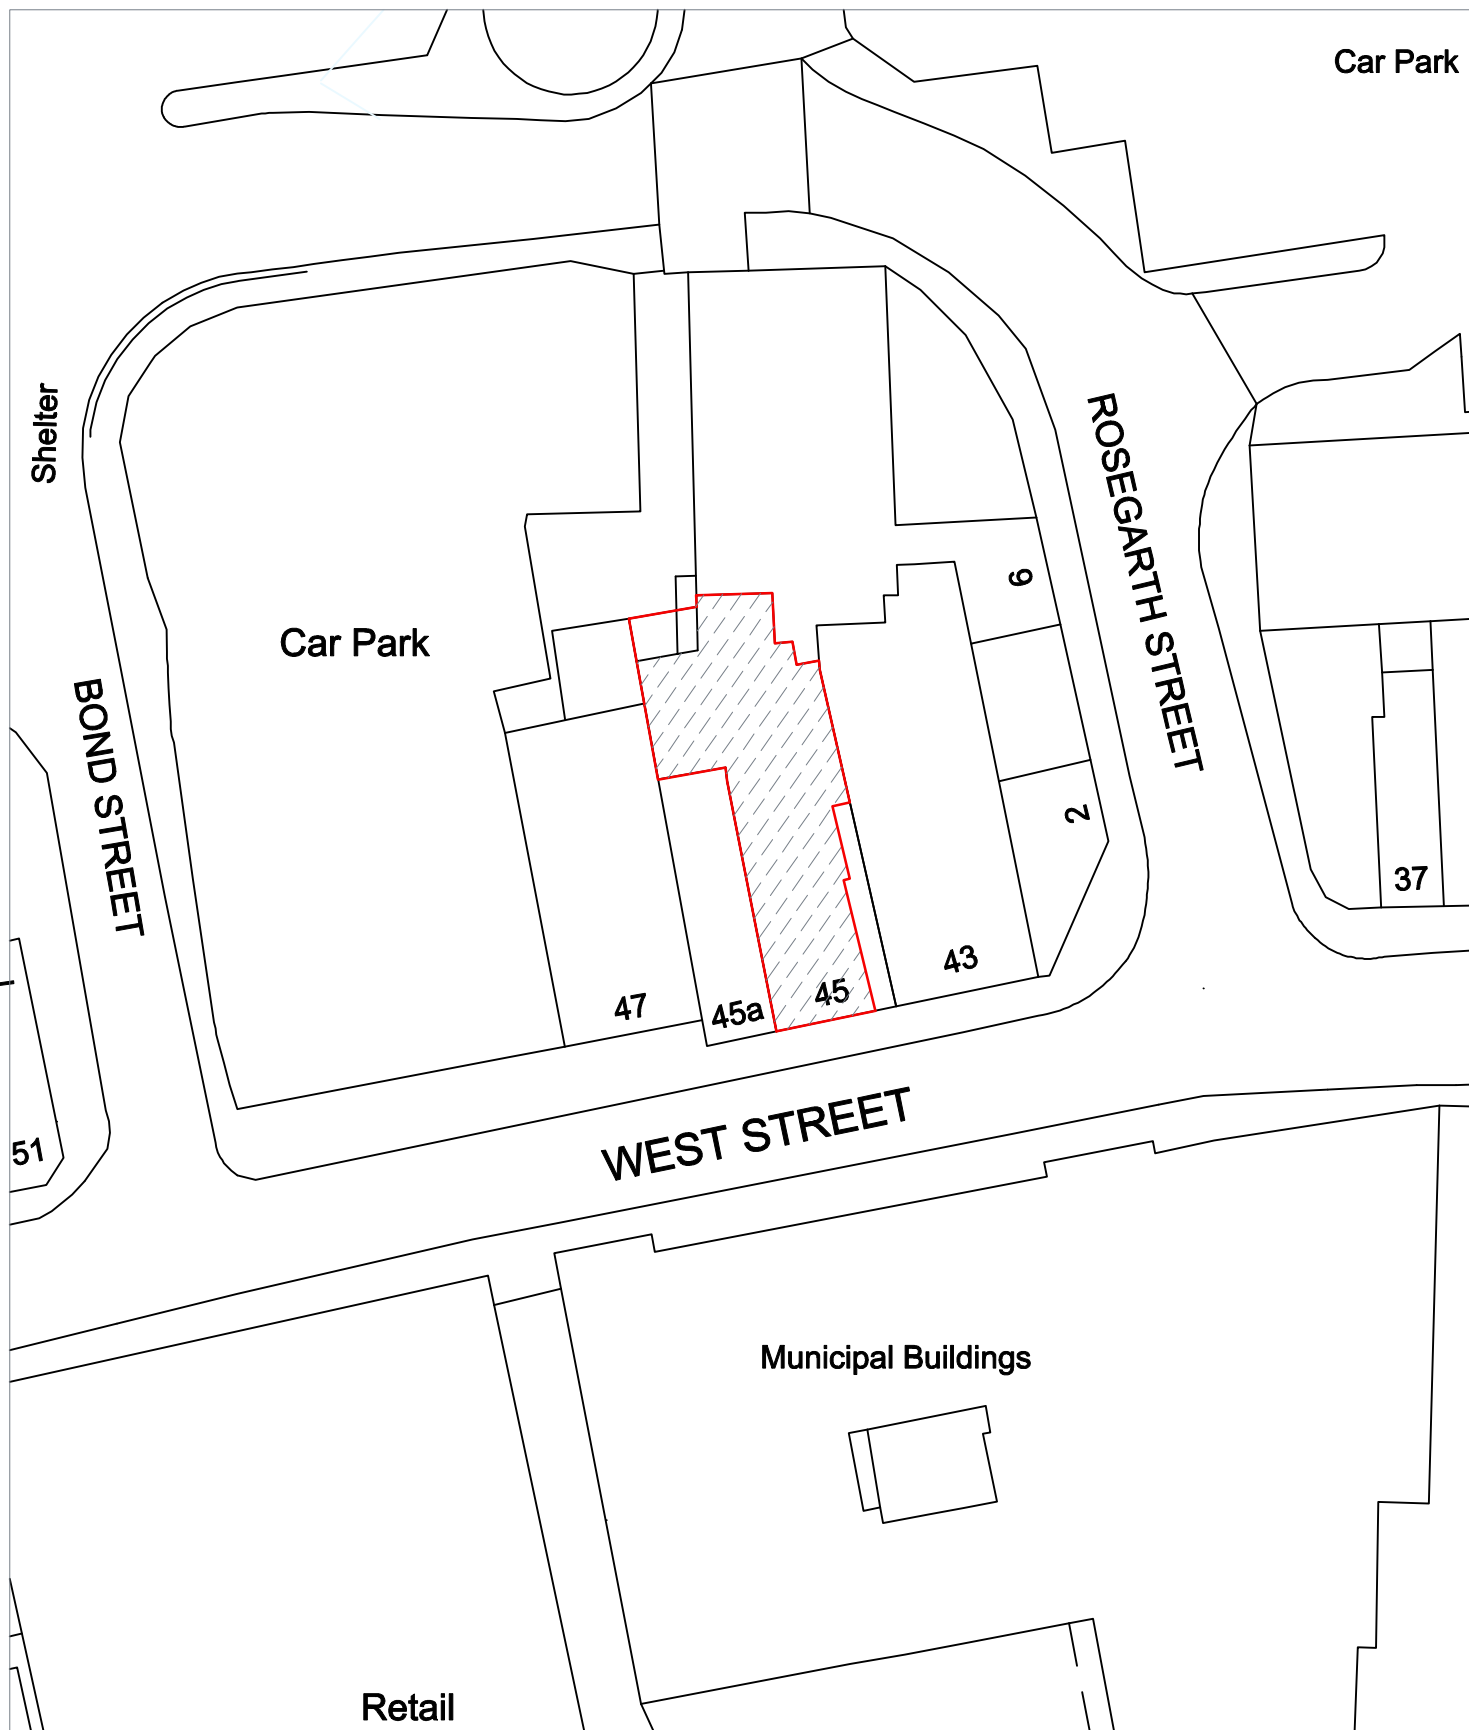 Car Park
Shelter
ROSEGARTH STREET
6
Car Park
BOND STREET
2
37
43
45
47
45a
WEST STREET
51
Municipal Buildings
Retail